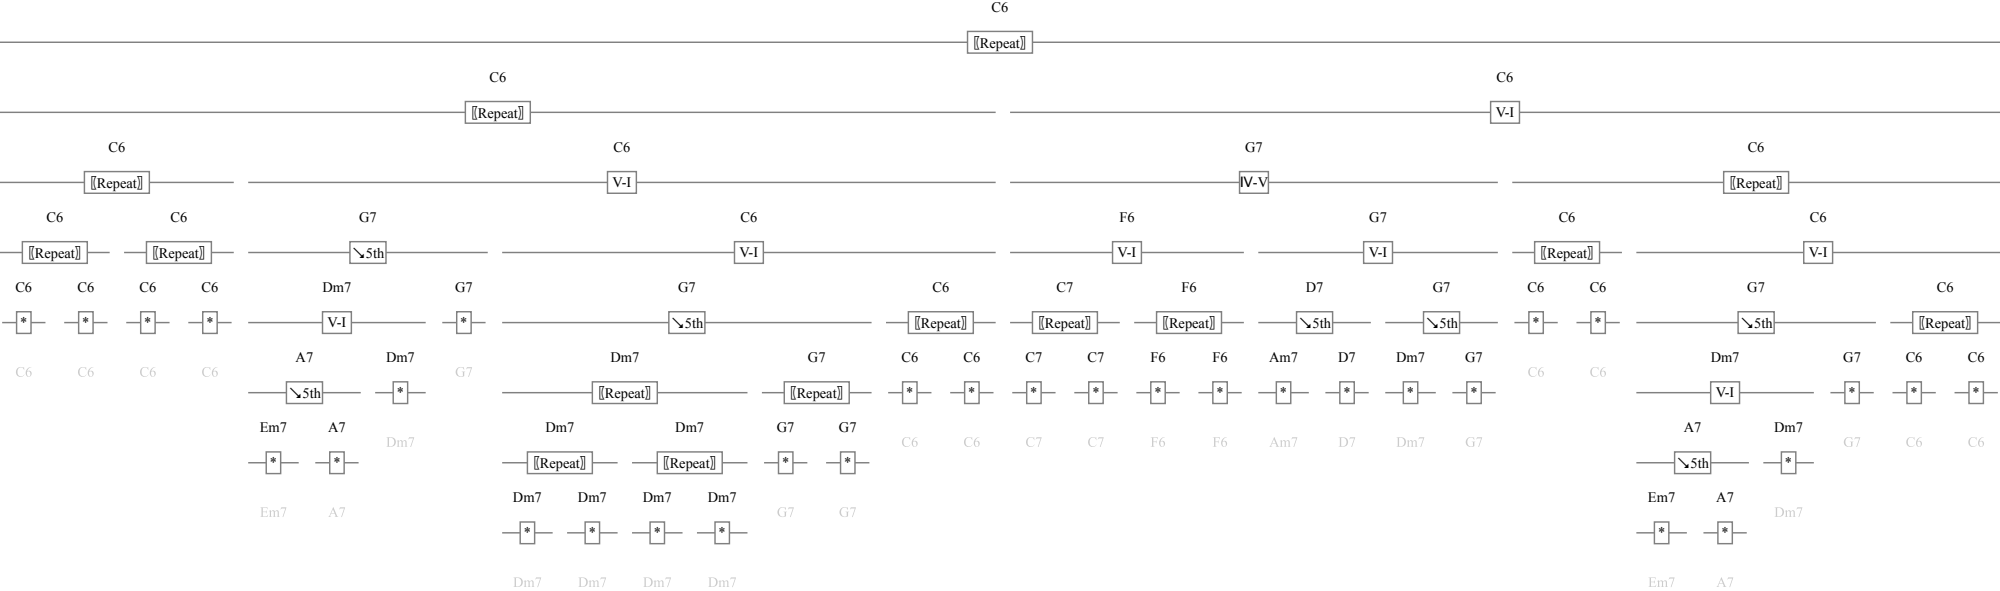 C6
〚Repeat〛
C6 C6
〚Repeat〛 V-I
C6 C6 G7 C6
〚Repeat〛 V-I Ⅳ-V 〚Repeat〛
C6 C6 G7 C6 F6 G7 C6 C6
〚Repeat〛 〚Repeat〛 ↘5th V-I V-I V-I 〚Repeat〛 V-I
C6 C6 C6 C6 Dm7 G7 G7 C6 C7 F6 D7 G7 C6 C6 G7 C6
* * * * V-I * ↘5th 〚Repeat〛 〚Repeat〛 〚Repeat〛 ↘5th ↘5th * * ↘5th 〚Repeat〛
C6 C6 C6 C6 A7 Dm7 G7 Dm7 G7 C6 C6 C7 C7 F6 F6 Am7 D7 Dm7 G7 C6 C6 Dm7 G7 C6 C6
↘5th * 〚Repeat〛 〚Repeat〛 * * * * * * * * * * V-I * * *
Em7 A7 Dm7 Dm7 Dm7 G7 G7 C6 C6 C7 C7 F6 F6 Am7 D7 Dm7 G7 A7 Dm7 G7 C6 C6
* * 〚Repeat〛 〚Repeat〛 * * ↘5th *
Em7 A7 Dm7 Dm7 Dm7 Dm7 G7 G7 Em7 A7 Dm7
* * * * * *
Dm7 Dm7 Dm7 Dm7 Em7 A7